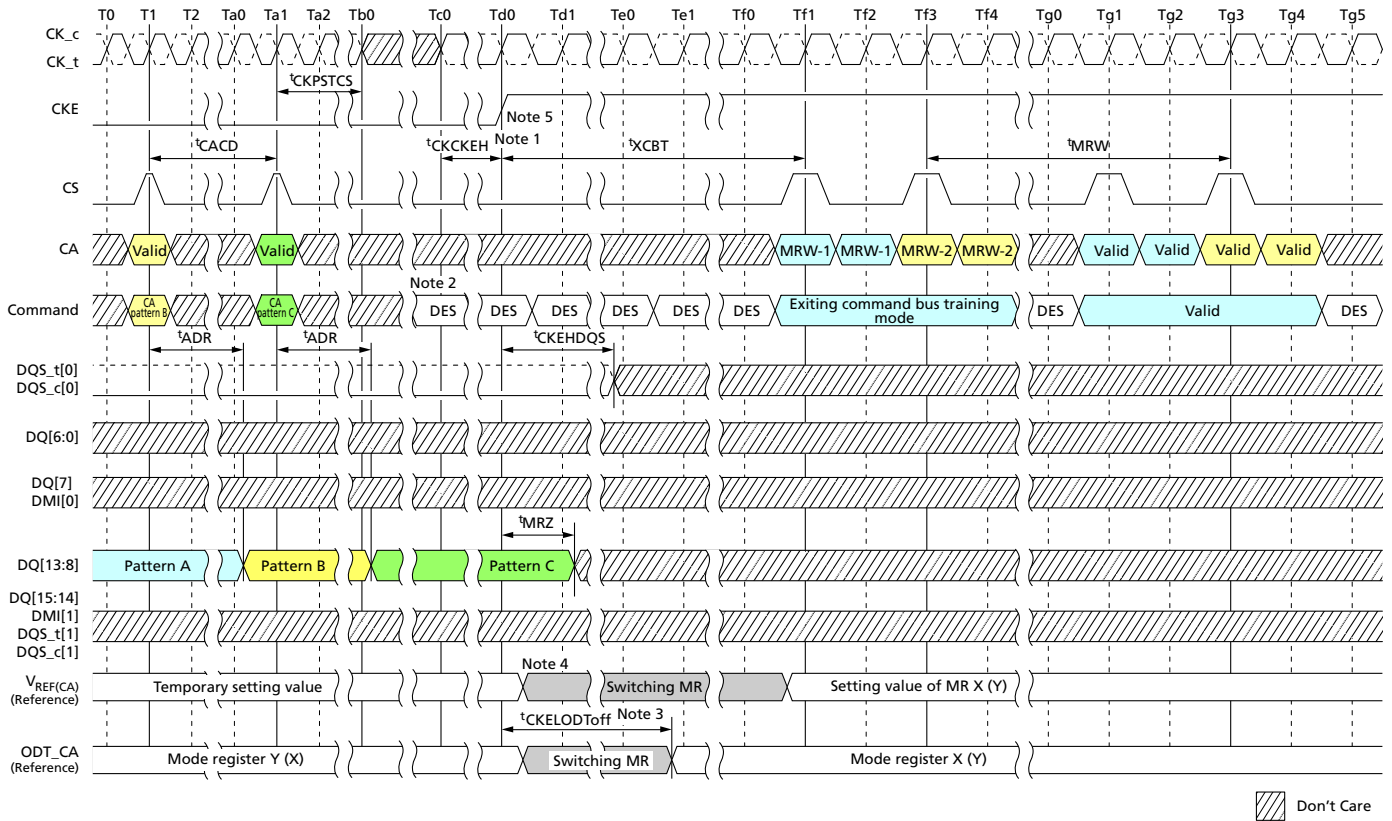 T0 T1 T2 Ta0 Ta1 Ta2 Tb0 Tc0 Td0 Td1 Te0 Te1 Tf0 Tf1 Tf2 Tf3 Tf4 Tg0 Tg1 Tg2 Tg3 Tg4 Tg5
CK_c
CK_t
tCKPSTCS
CKE
Note 5
Note 1
tCACD tCKCKEH tXCBT tMRW
CS
CA Valid Valid MRW-1 MRW-1 MRW-2 MRW-2 Valid Valid Valid Valid
Note 2
Command CA pattern B CA pattern C DES DES DES DES DES DES Exiting command bus training mode DES Valid DES
tADR tADR tCKEHDQS
DQS_t[0]
DQS_c[0]
DQ[6:0]
DQ[7]
DMI[0]
tMRZ
DQ[13:8] Pattern A Pattern B Pattern C
DQ[15:14]
DMI[1]
DQS_t[1]
DQS_c[1]
Note 4
VREF(CA) Temporary setting value Switching MR Setting value of MR X (Y)
(Reference)
tCKELODToff Note 3
ODT_CA Mode register Y (X) Switching MR Mode register X (Y)
(Reference)
Don't Care